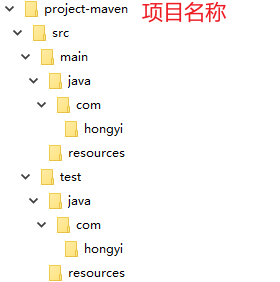 project-maven 项目名称
src
main
java
com
hongyi
resources
test
java
com
hongyi
resources